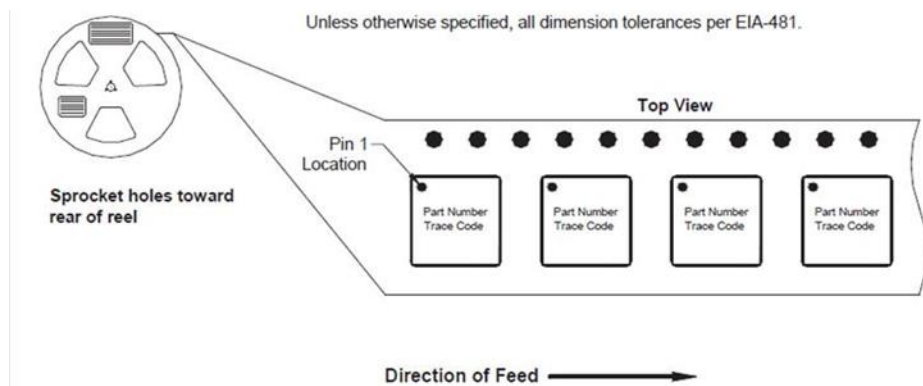 Unless otherwise specified, all dimension tolerances per EIA-481.
Top View
Pin 1
Location
Sprocket holes toward
rear of reel
Part Number
Trace Code
Part Number
Trace Code
Part Number
Trace Code
Part Number
Trace Code
Direction of Feed